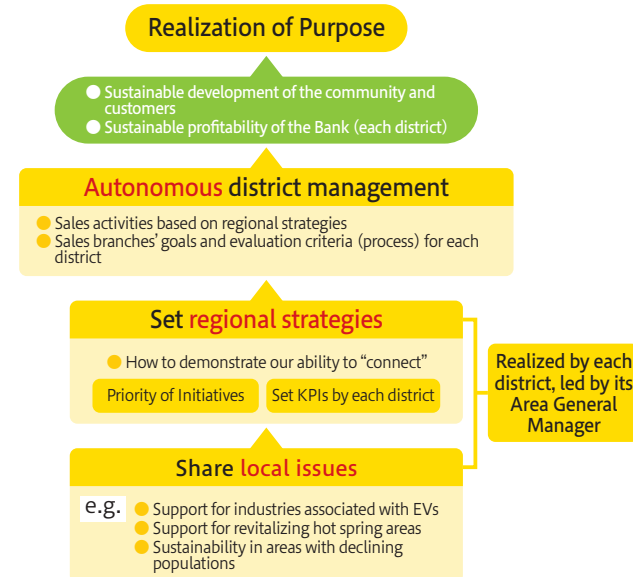 Realization of Purpose
● Sustainable development of the community and
customers
● Sustainable profitability of the Bank (each district)
Autonomous district management
● Sales activities based on regional strategies
● Sales branches’ goals and evaluation criteria (process) for each
district
Set regional strategies
● How to demonstrate our ability to “connect”
Priority of Initiatives
Set KPIs by each district
Realized by each
district, led by its
Area General
Manager
Share local issues
e.g.
● Support for industries associated with EVs
● Support for revitalizing hot spring areas
● Sustainability in areas with declining
populations